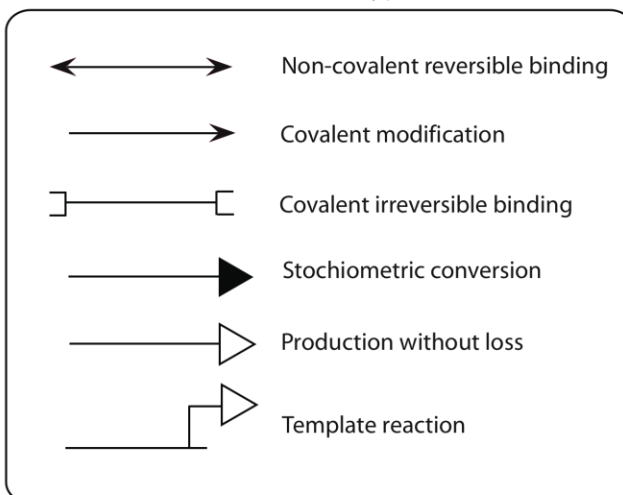 Non-covalent reversible binding
Covalent modification
Covalent irreversible binding
Stochiometric conversion
Production without loss
Template reaction